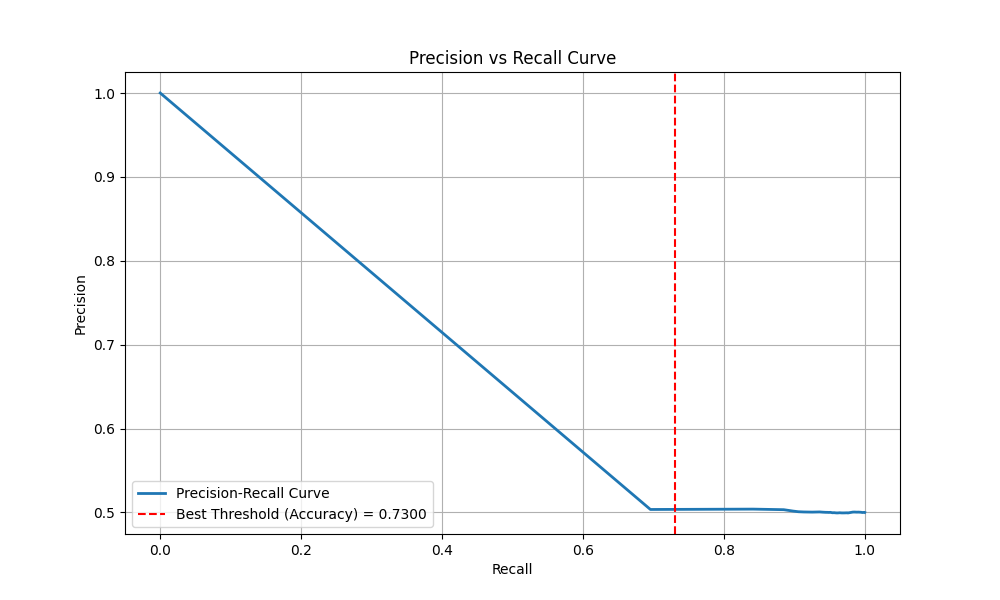 Precision vs Recall Curve
1.0
0.9
0.8
0.7
0.6
0.5
Precision
Precision-Recall Curve
Best Threshold (Accuracy) = 0.7300
0.0 0.2 0.4 0.6 0.8 1.0
Recall